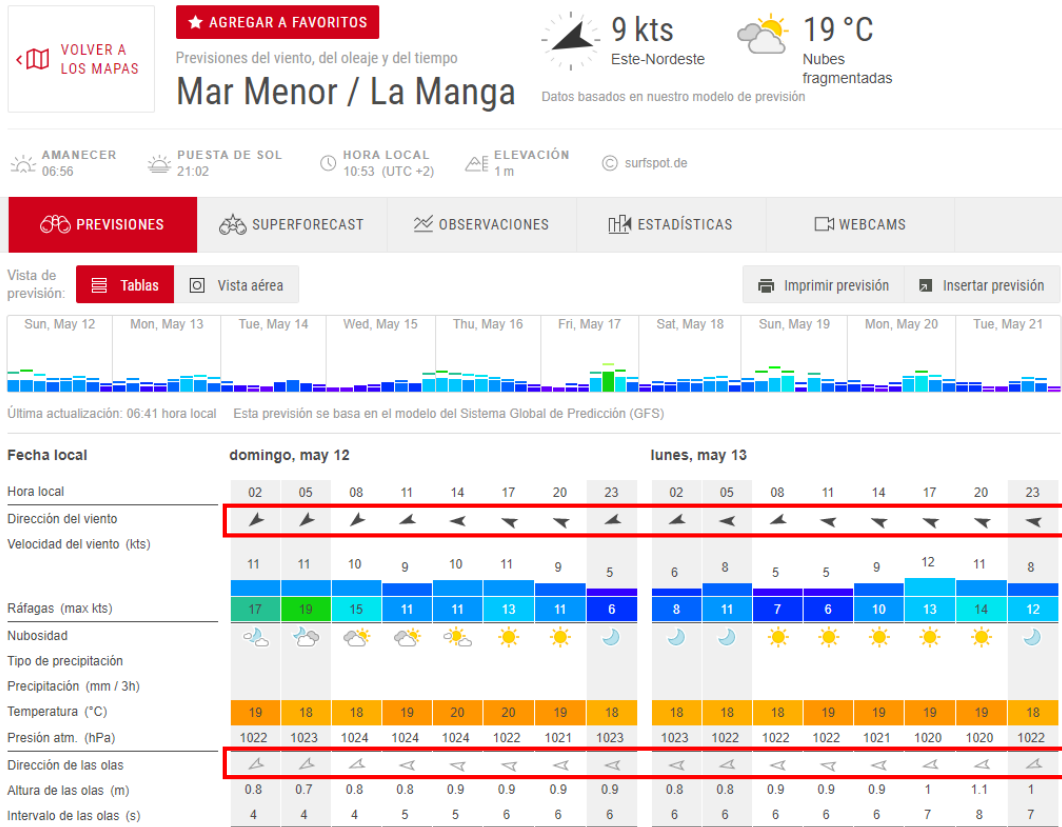 VOLVER A
LOS MAPAS
AGREGAR A FAVORITOS
Previsiones del viento, del oleaje y del tiempo
Mar Menor / La Manga
9 kts
Este-Nordeste
19 °C
Nubes
fragmentadas
Datos basados en nuestro modelo de previsión
AMANECER
06:56
PUESTA DE SOL
21:02
HORA LOCAL
10:53 (UTC +2)
ELEVACIÓN
1 m
© surfspot.de
PREVISIONES SUPERFORECAST OBSERVACIONES ESTADÍSTICAS WEBCAMS
Vista de
previsión:
Tablas Vista aérea Imprimir previsión Insertar previsión
Sun, May 12 Mon, May 13 Tue, May 14 Wed, May 15 Thu, May 16 Fri, May 17 Sat, May 18 Sun, May 19 Mon, May 20 Tue, May 21
Última actualización: 06:41 hora local Esta previsión se basa en el modelo del Sistema Global de Predicción (GFS)
Fecha local domingo, may 12 lunes, may 13
Hora local 02 05 08 11 14 17 20 23 02 05 08 11 14 17 20 23
Dirección del viento
Velocidad del viento (kts)
11 11 10 9 10 11 9 5 6 8 5 5 9 12 11 8
Ráfagas (max kts) 17 19 15 11 11 13 11 6 8 11 7 6 10 13 14 12
Nubosidad
Tipo de precipitación
Precipitación (mm / 3h)
Temperatura (°C) 19 18 18 19 20 20 19 18 18 18 18 19 19 19 19 18
Presión atm. (hPa) 1022 1023 1024 1024 1024 1022 1021 1023 1023 1022 1022 1022 1021 1020 1020 1022
Dirección de las olas
Altura de las olas (m) 0.8 0.7 0.8 0.8 0.9 0.9 0.9 0.9 0.8 0.8 0.9 0.9 0.9 1 1.1 1
Intervalo de las olas (s) 4 4 4 5 5 6 6 6 6 6 6 6 6 7 8 7